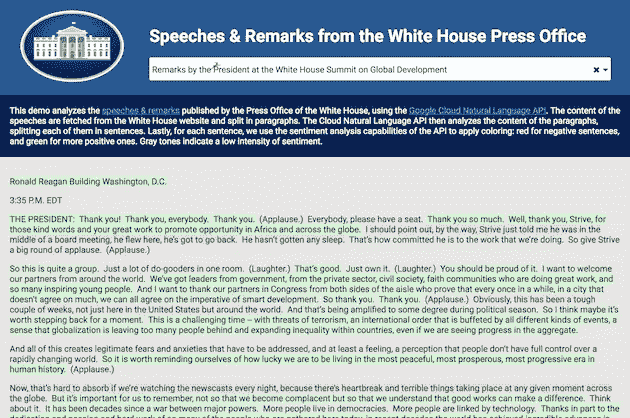 Speeches & Remarks from the White House Press Office
Remarks by the President at the White House Summit on Global Development
This demo analyzes the speeches & remarks published by the Press Office of the White House, using the Google Cloud Natural Language API. The content of the
speeches are fetched from the White House website and split in paragraphs. The Cloud Natural Language API then analyzes the content of the paragraphs,
splitting each of them in sentences. Lastly, for each sentence, we use the sentiment analysis capabilities of the API to apply coloring: red for negative sentences,
and green for more positive ones. Gray tones indicate a low intensity of sentiment.
Ronald Reagan Building Washington, D.C.
3:35 P.M. EDT
THE PRESIDENT: Thank you! Thank you, everybody. Thank you. (Applause.) Everybody, please have a seat. Thank you so much. Well, thank you, Strive, for
those kind words and your great work to promote opportunity in Africa and across the globe. I should point out, by the way, Strive just told me he was in the
middle of a board meeting, he flew here, he's got to go back. He hasn't gotten any sleep. That's how committed he is to the work that we're doing. So give Strive
a big round of applause. (Applause.)
So this is quite a group. Just a lot of do-gooders in one room. (Laughter.) That's good. Just own it. (Laughter.) You should be proud of it. I want to welcome
our partners from around the world. We've got leaders from government, from the private sector, civil society, faith communities who are doing great work, and
so many inspiring young people. And I want to thank our partners in Congress from both sides of the aisle who prove that every once in a while, in a city that
doesn't agree on much, we can all agree on the imperative of smart development. So thank you. Thank you. (Applause.) Obviously, this has been a tough
couple of weeks, not just here in the United States but around the world. And that's being amplified to some degree during political season. So I think maybe it's
worth stepping back for a moment. This is a challenging time – with threats of terrorism, an international order that is buffeted by all different kinds of events, a
sense that globalization is leaving too many people behind and expanding inequality within countries, even if we are seeing progress in the aggregate.
And all of this creates legitimate fears and anxieties that have to be addressed, and at least a feeling, a perception that people don't have full control over a
rapidly changing world. So it is worth reminding ourselves of how lucky we are to be living in the most peaceful, most prosperous, most progressive era in
human history. (Applause.)
Now, that's hard to absorb if we're watching the newscasts every night, because there's heartbreak and terrible things taking place at any given moment across
the globe. But it's important for us to remember, not so that we become complacent but so that we understand that good works can make a difference. Think
about it. It has been decades since a war between major powers. More people live in democracies. More people are linked by technology. Thanks in part to the